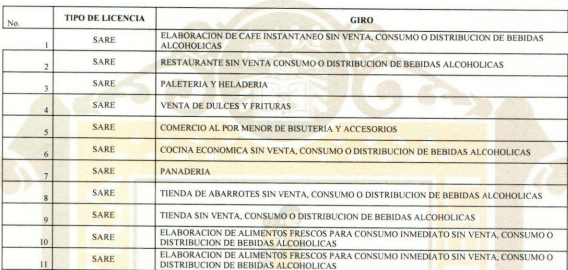 No. TIPO DE LICENCIA GIRO
1 SARE ELABORACION DE CAFE INSTANTANEO SIN VENTA, CONSUMO O DISTRIBUCION DE BEBIDAS
ALCOHOLICAS
2 SARE RESTAURANTE SIN VENTA CONSUMO O DISTRIBUCION DE BEBIDAS ALCOHOLICAS
3 SARE PALETERIA Y HELADERIA
4 SARE VENTA DE DULCES Y FRITURAS
5 SARE COMERCIO AL POR MENOR DE BISUTERIA Y ACCESORIOS
6 SARE COCINA ECONOMICA SIN VENTA, CONSUMO O DISTRIBUCION DE BEBIDAS ALCOHOLICAS
7 SARE PANADERIA
8 SARE TIENDA DE ABARROTES SIN VENTA, CONSUMO O DISTRIBUCION DE BEBIDAS ALCOHOLICAS
9 SARE TIENDA SIN VENTA, CONSUMO O DISTRIBUCION DE BEBIDAS ALCOHOLICAS
10 SARE ELABORACION DE ALIMENTOS FRESCOS PARA CONSUMO INMEDIATO SIN VENTA, CONSUMO O
DISTRIBUCION DE BEBIDAS ALCOHOLICAS
11 SARE ELABORACION DE ALIMENTOS FRESCOS PARA CONSUMO INMEDIATO SIN VENTA, CONSUMO O
DISTRIBUCION DE BEBIDAS ALCOHOLICAS